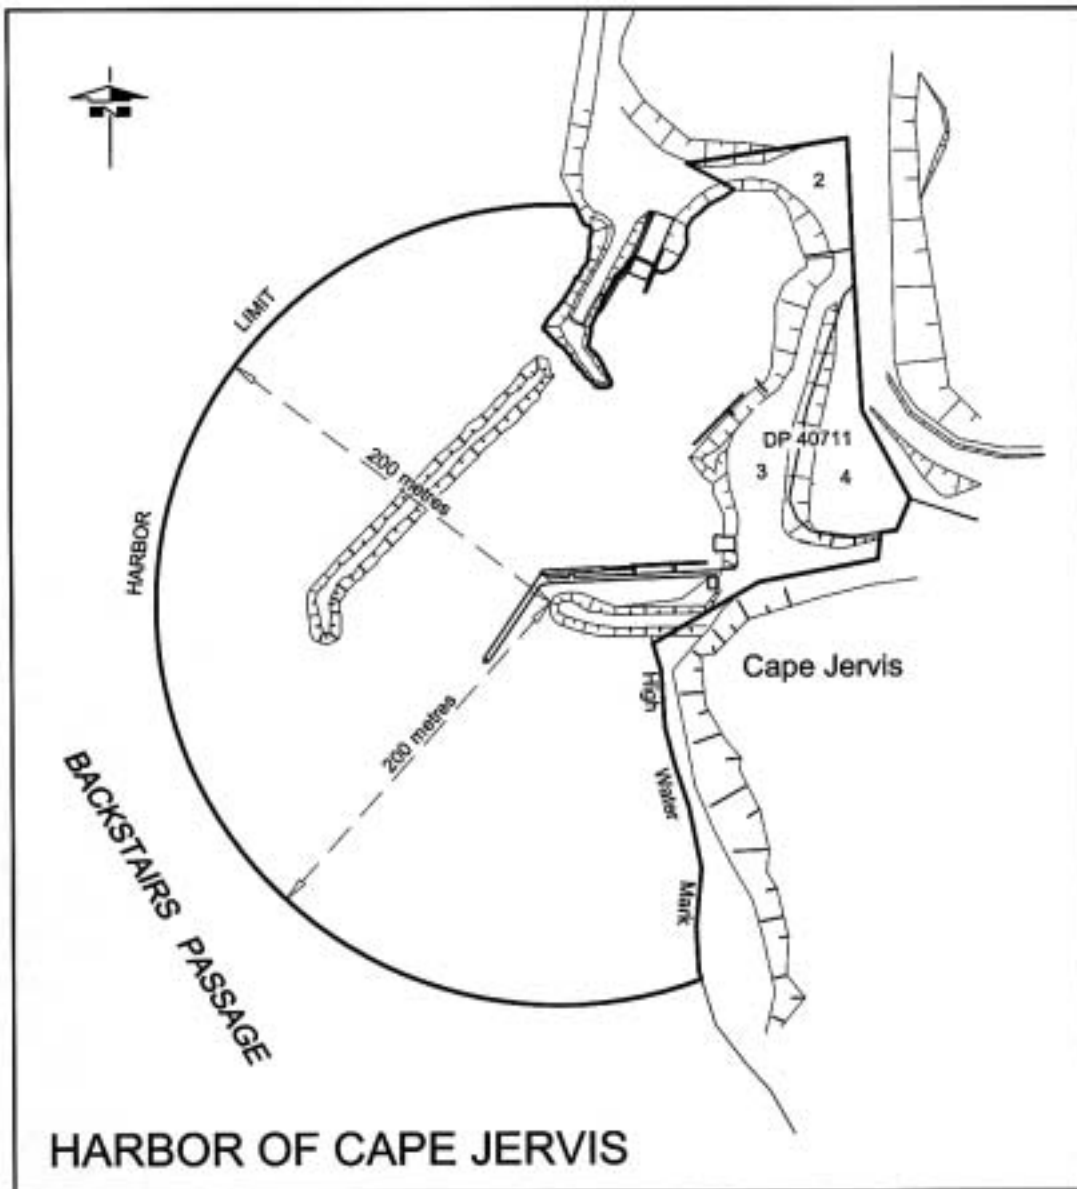 2
LIMIT
200 metres
DP 40711
3
4
HARBOR
Cape Jervis
High
Water
Mark
200 metres
BACKSTAIRS PASSAGE
HARBOR OF CAPE JERVIS